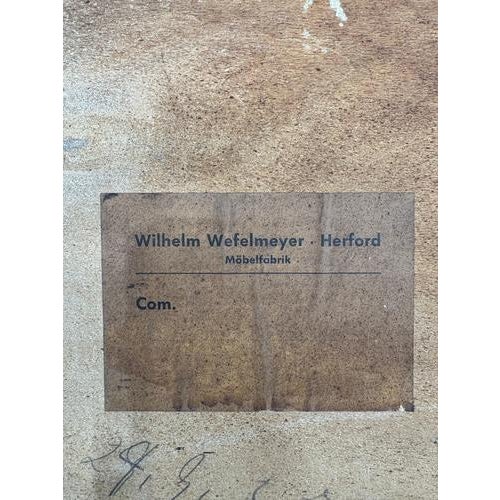 Wilhelm Wefelmeyer · Herford
Möbelfabrik
Com.